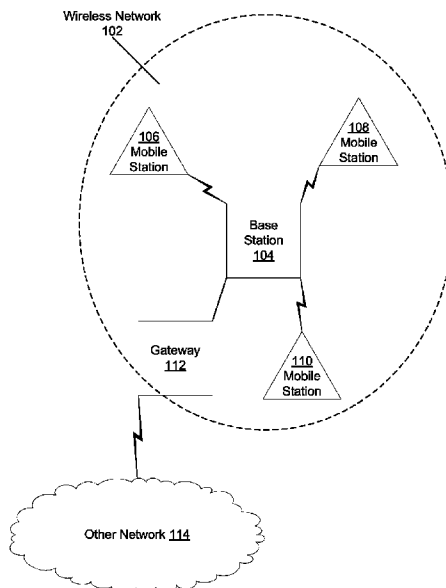 Wireless Network
102
106
Mobile
Station
108
Mobile
Station
Base
Station
104
Gateway
112
110
Mobile
Station
Other Network 114